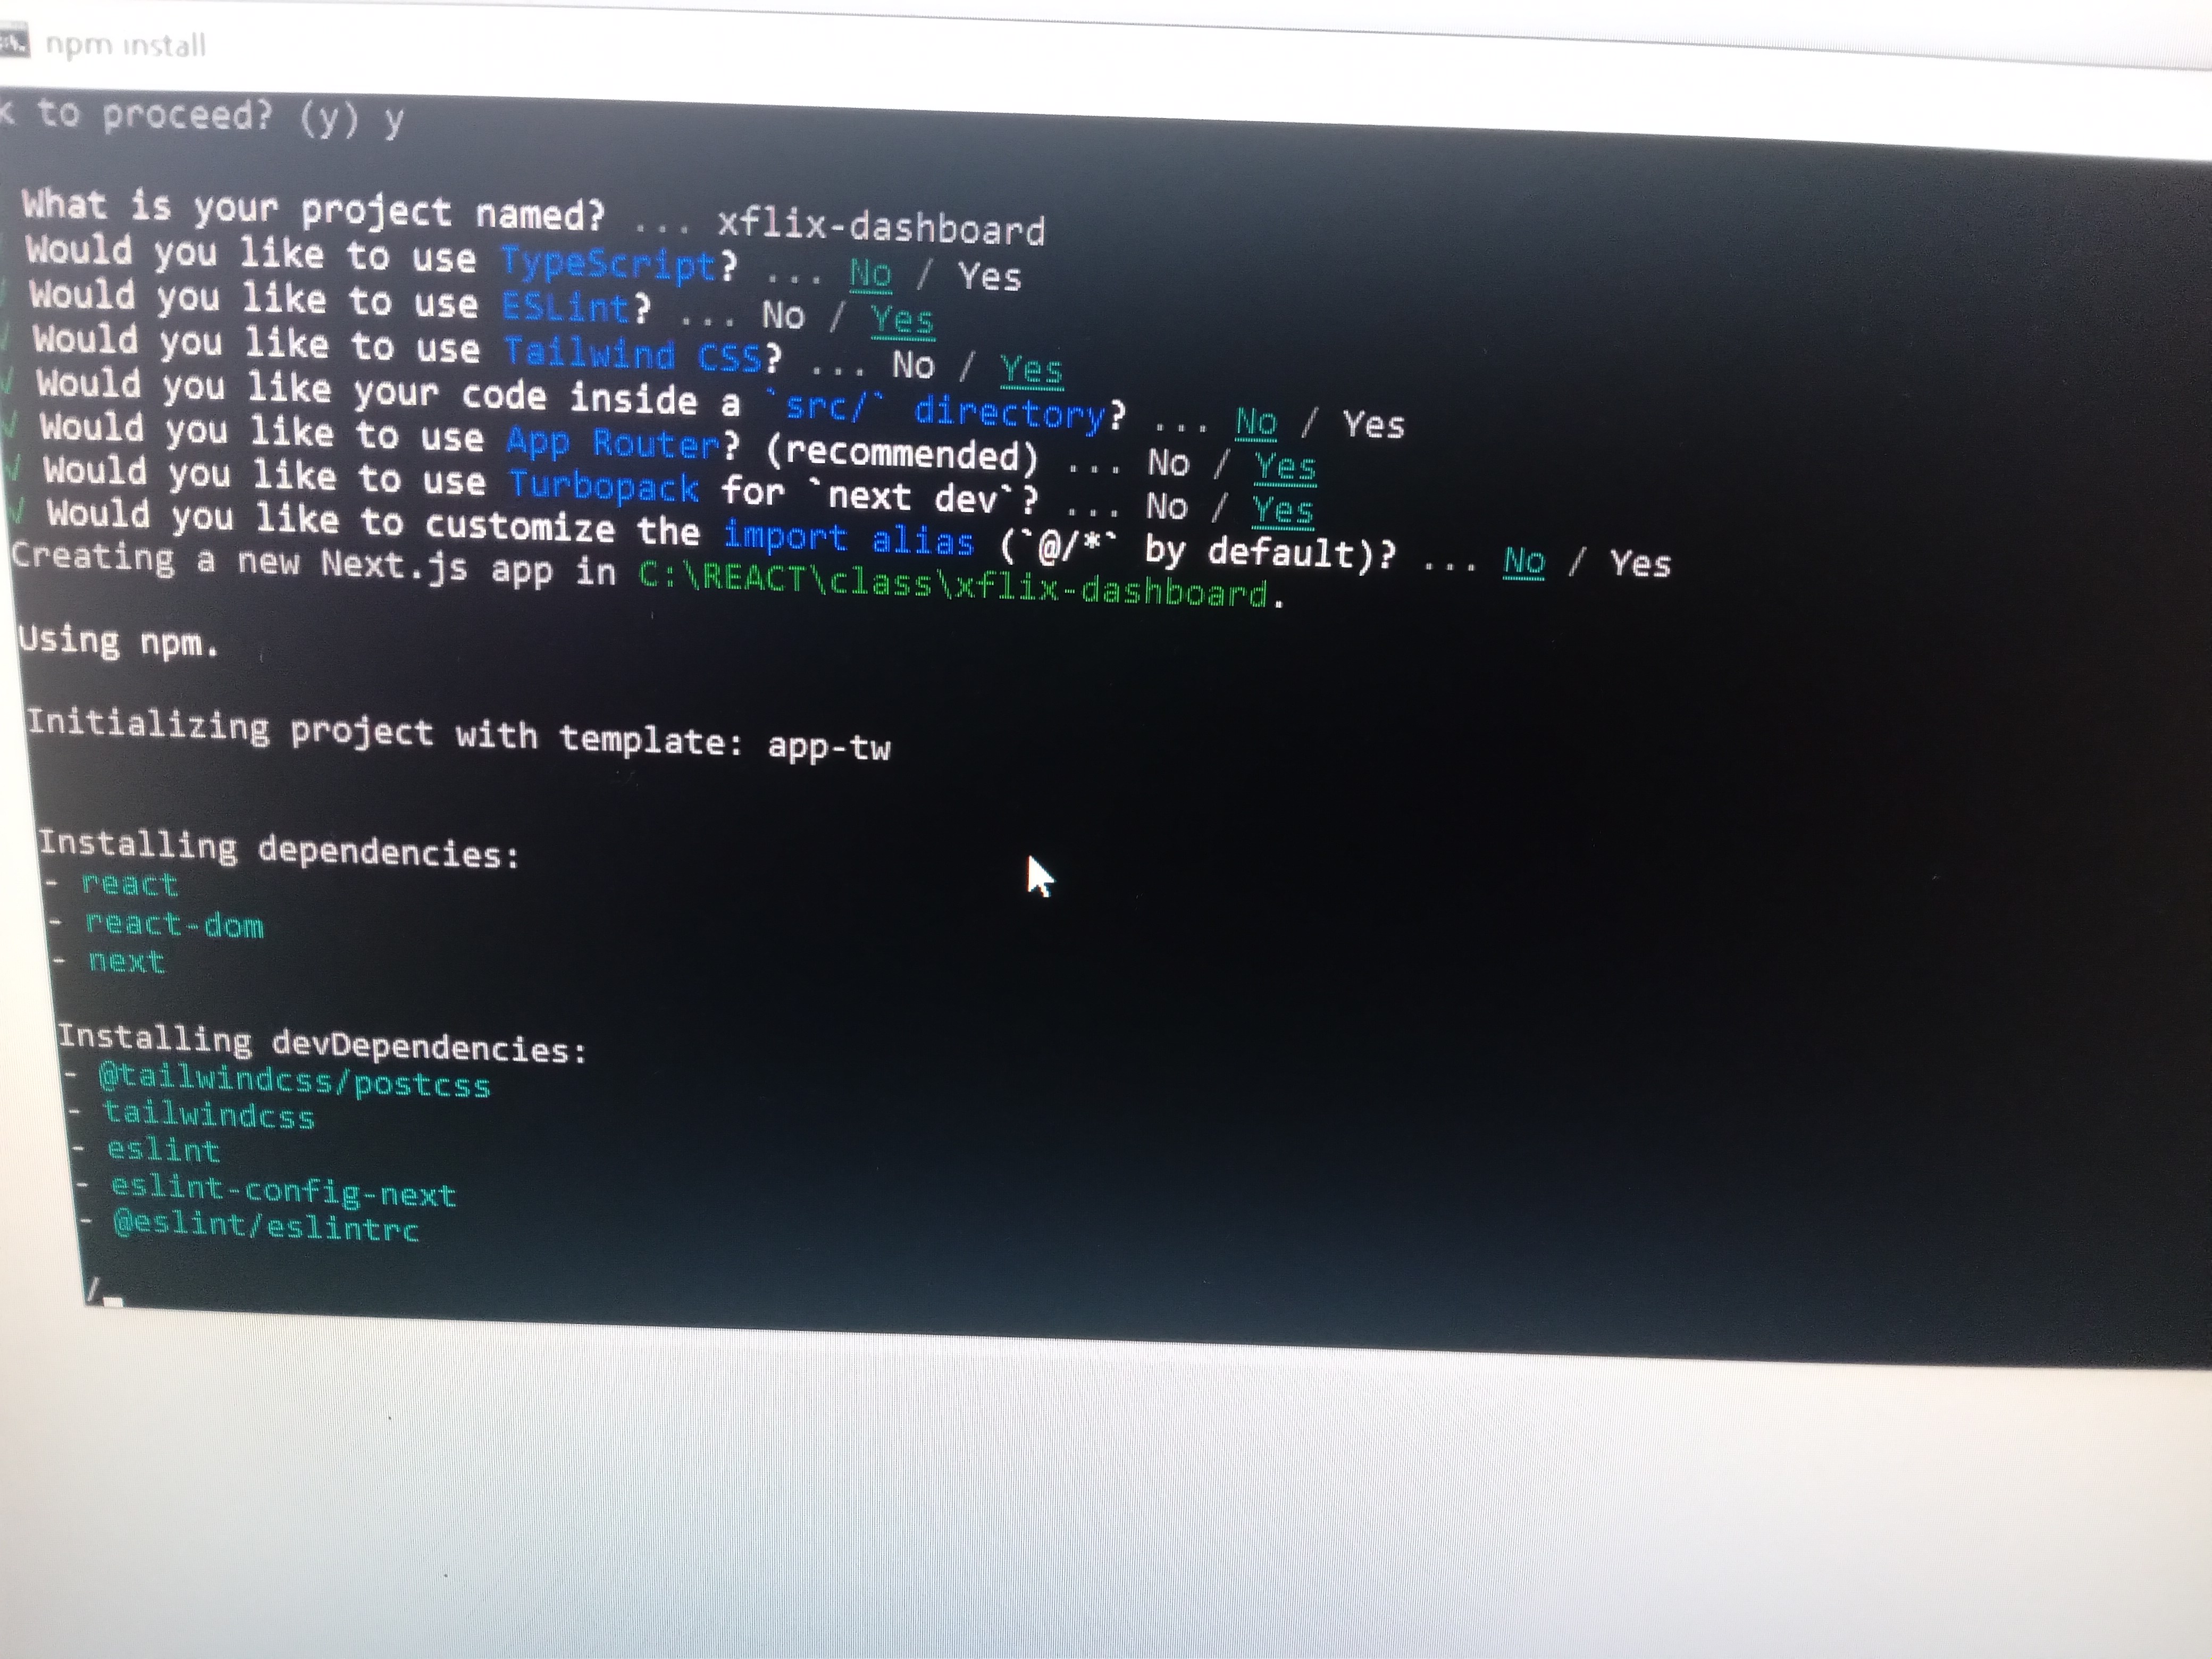 npm install
k to proceed? (y) y
What is your project named? ... xflix-dashboard
Would you like to use TypeScript? ... No / Yes
Would you like to use ESLint? ... No / Yes
Would you like to use Tailwind CSS? ... No / Yes
√ Would you like your code inside a `src/` directory? ... No / Yes
√ Would you like to use App Router? (recommended) ... No / Yes
√ Would you like to use Turbopack for `next dev`? ... No / Yes
√ Would you like to customize the import alias (`@/*` by default)? ... No / Yes
Creating a new Next.js app in C:\REACT\class\xflix-dashboard.
Using npm.
Initializing project with template: app-tw
Installing dependencies:
- react
- react-dom
- next
Installing devDependencies:
- @tailwindcss/postcss
- tailwindcss
- eslint
- eslint-config-next
- @eslint/eslintrc
/